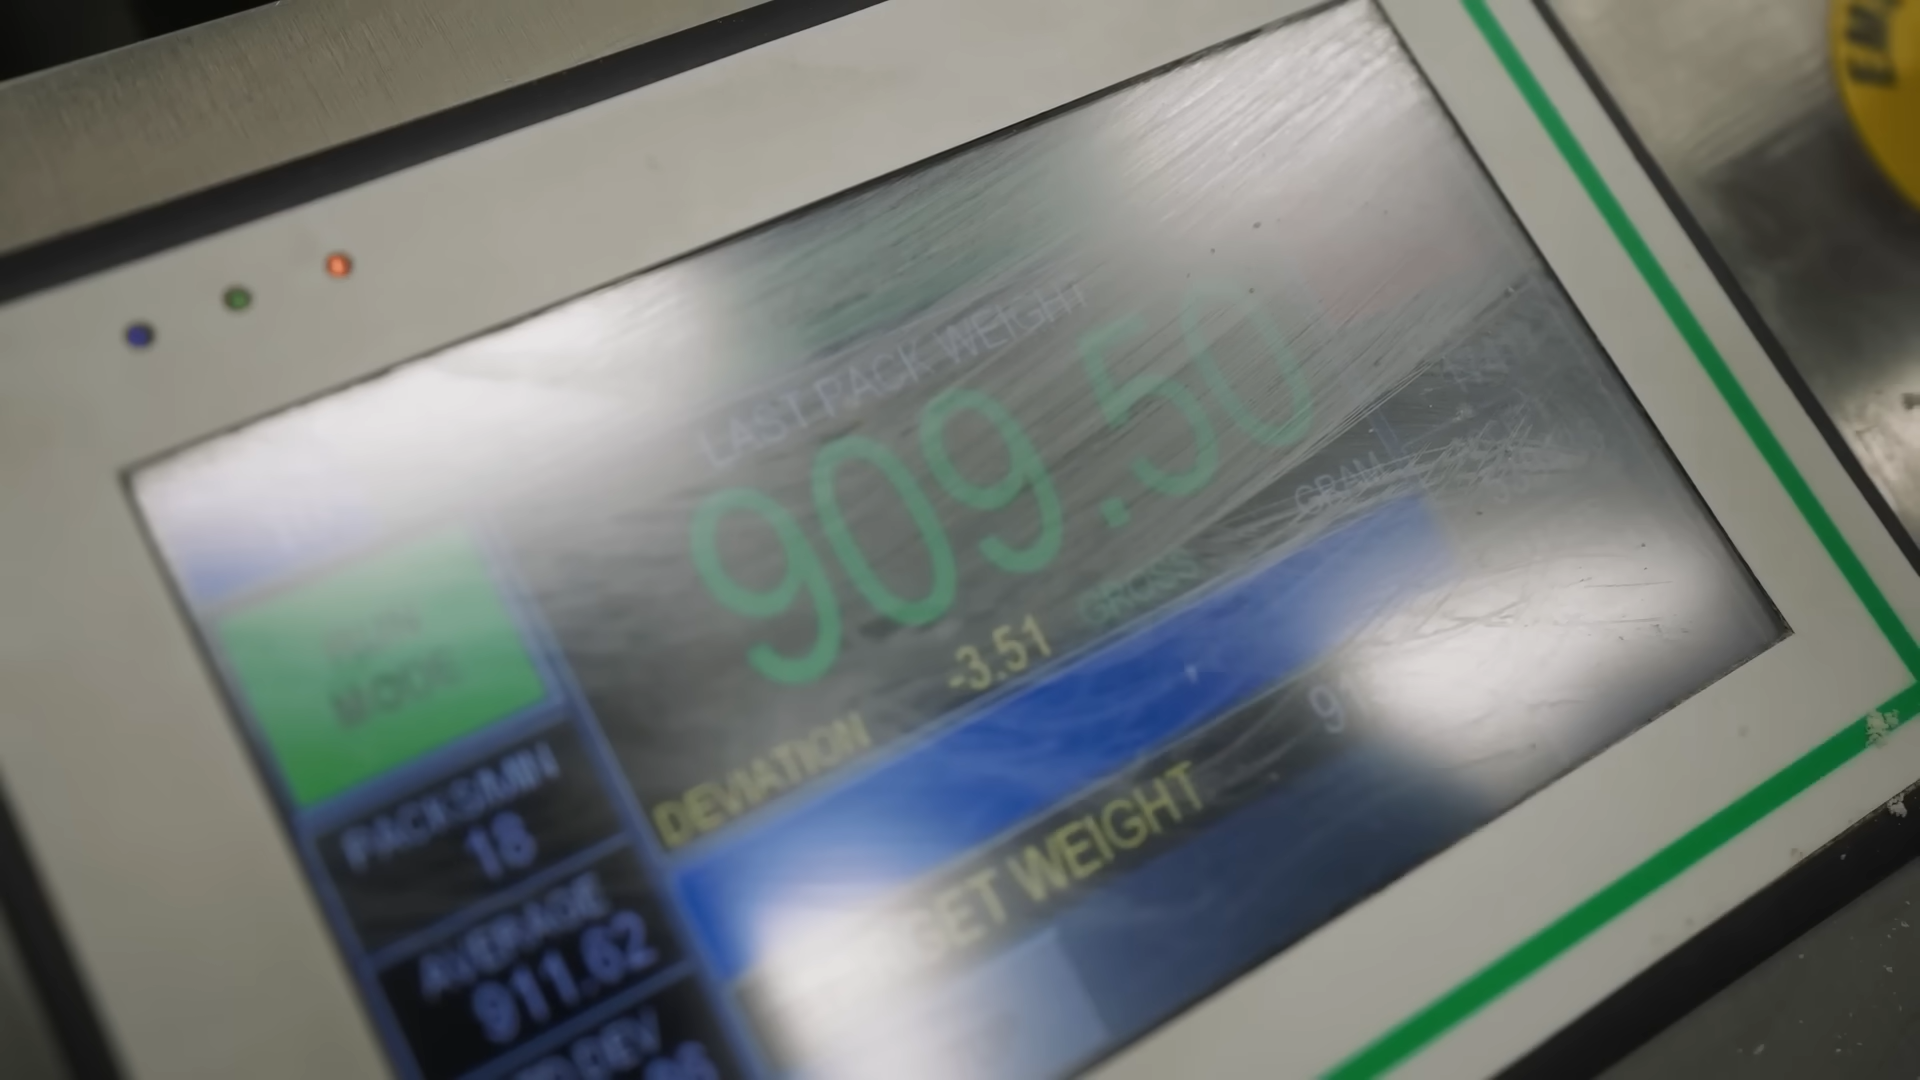 LAST PACK WEIGHT
909.50
GRAM
GROSS
-3.51
DEVIATION
SET WEIGHT
RUN
MODE
PACKS/MIN
18
AVERAGE
911.62